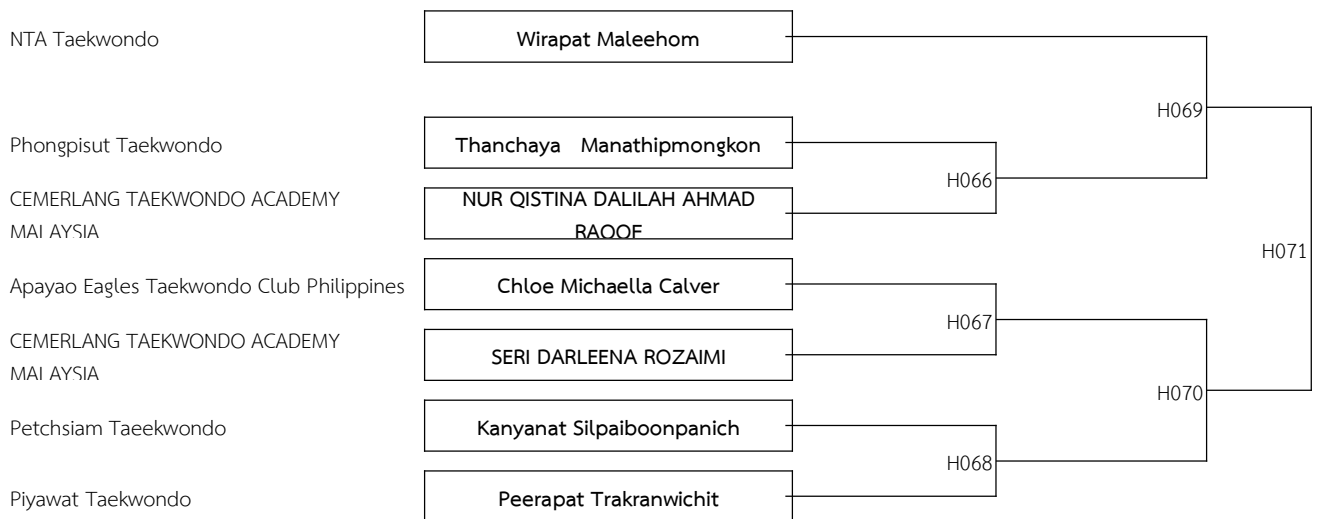 NTA Taekwondo
Wirapat Maleehom
H069
Phongpisut Taekwondo
Thanchaya Manathipmongkon
H066
CEMERLANG TAEKWONDO ACADEMY
MALAYSIA
NUR QISTINA DALILAH AHMAD
RAOOF
H071
Apayao Eagles Taekwondo Club Philippines
Chloe Michaella Calver
H067
CEMERLANG TAEKWONDO ACADEMY
MALAYSIA
SERI DARLEENA ROZAIMI
H070
Petchsiam Taeekwondo
Kanyanat Silpaiboonpanich
H068
Piyawat Taekwondo
Peerapat Trakranwichit